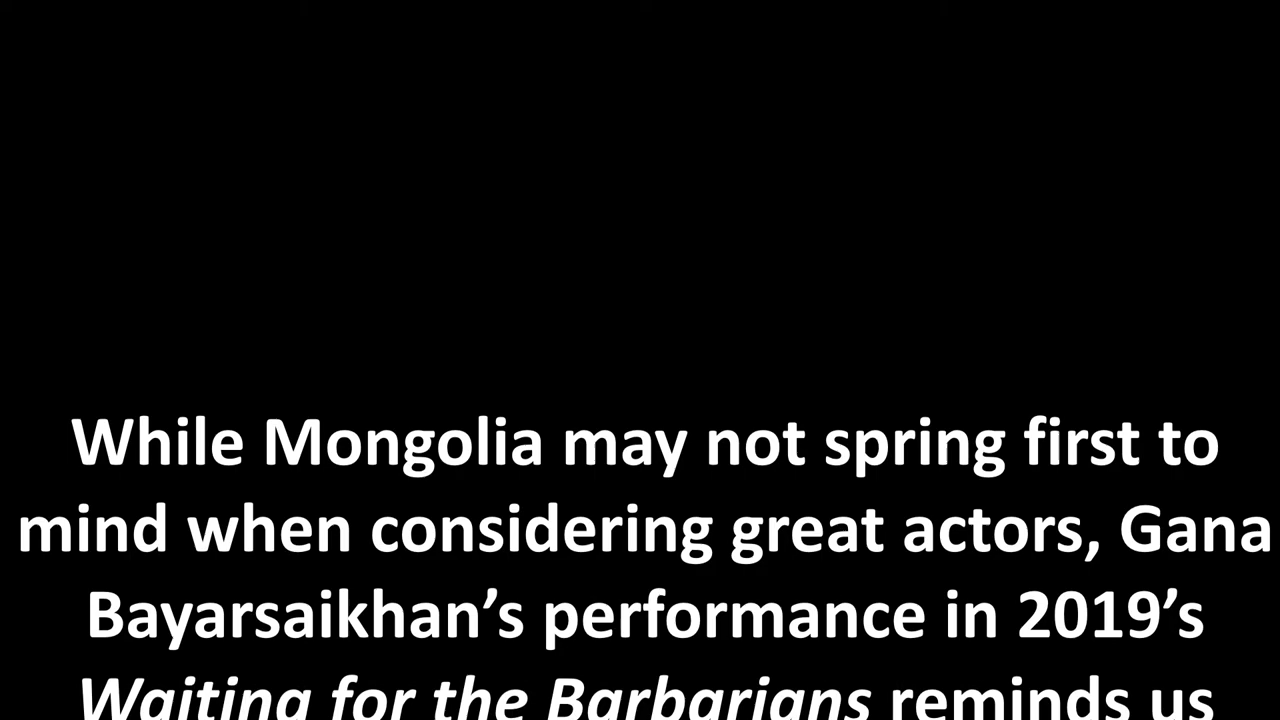 While Mongolia may not spring first to
mind when considering great actors, Gana
Bayarsaikhan’s performance in 2019’s
Waiting for the Barbarians reminds us